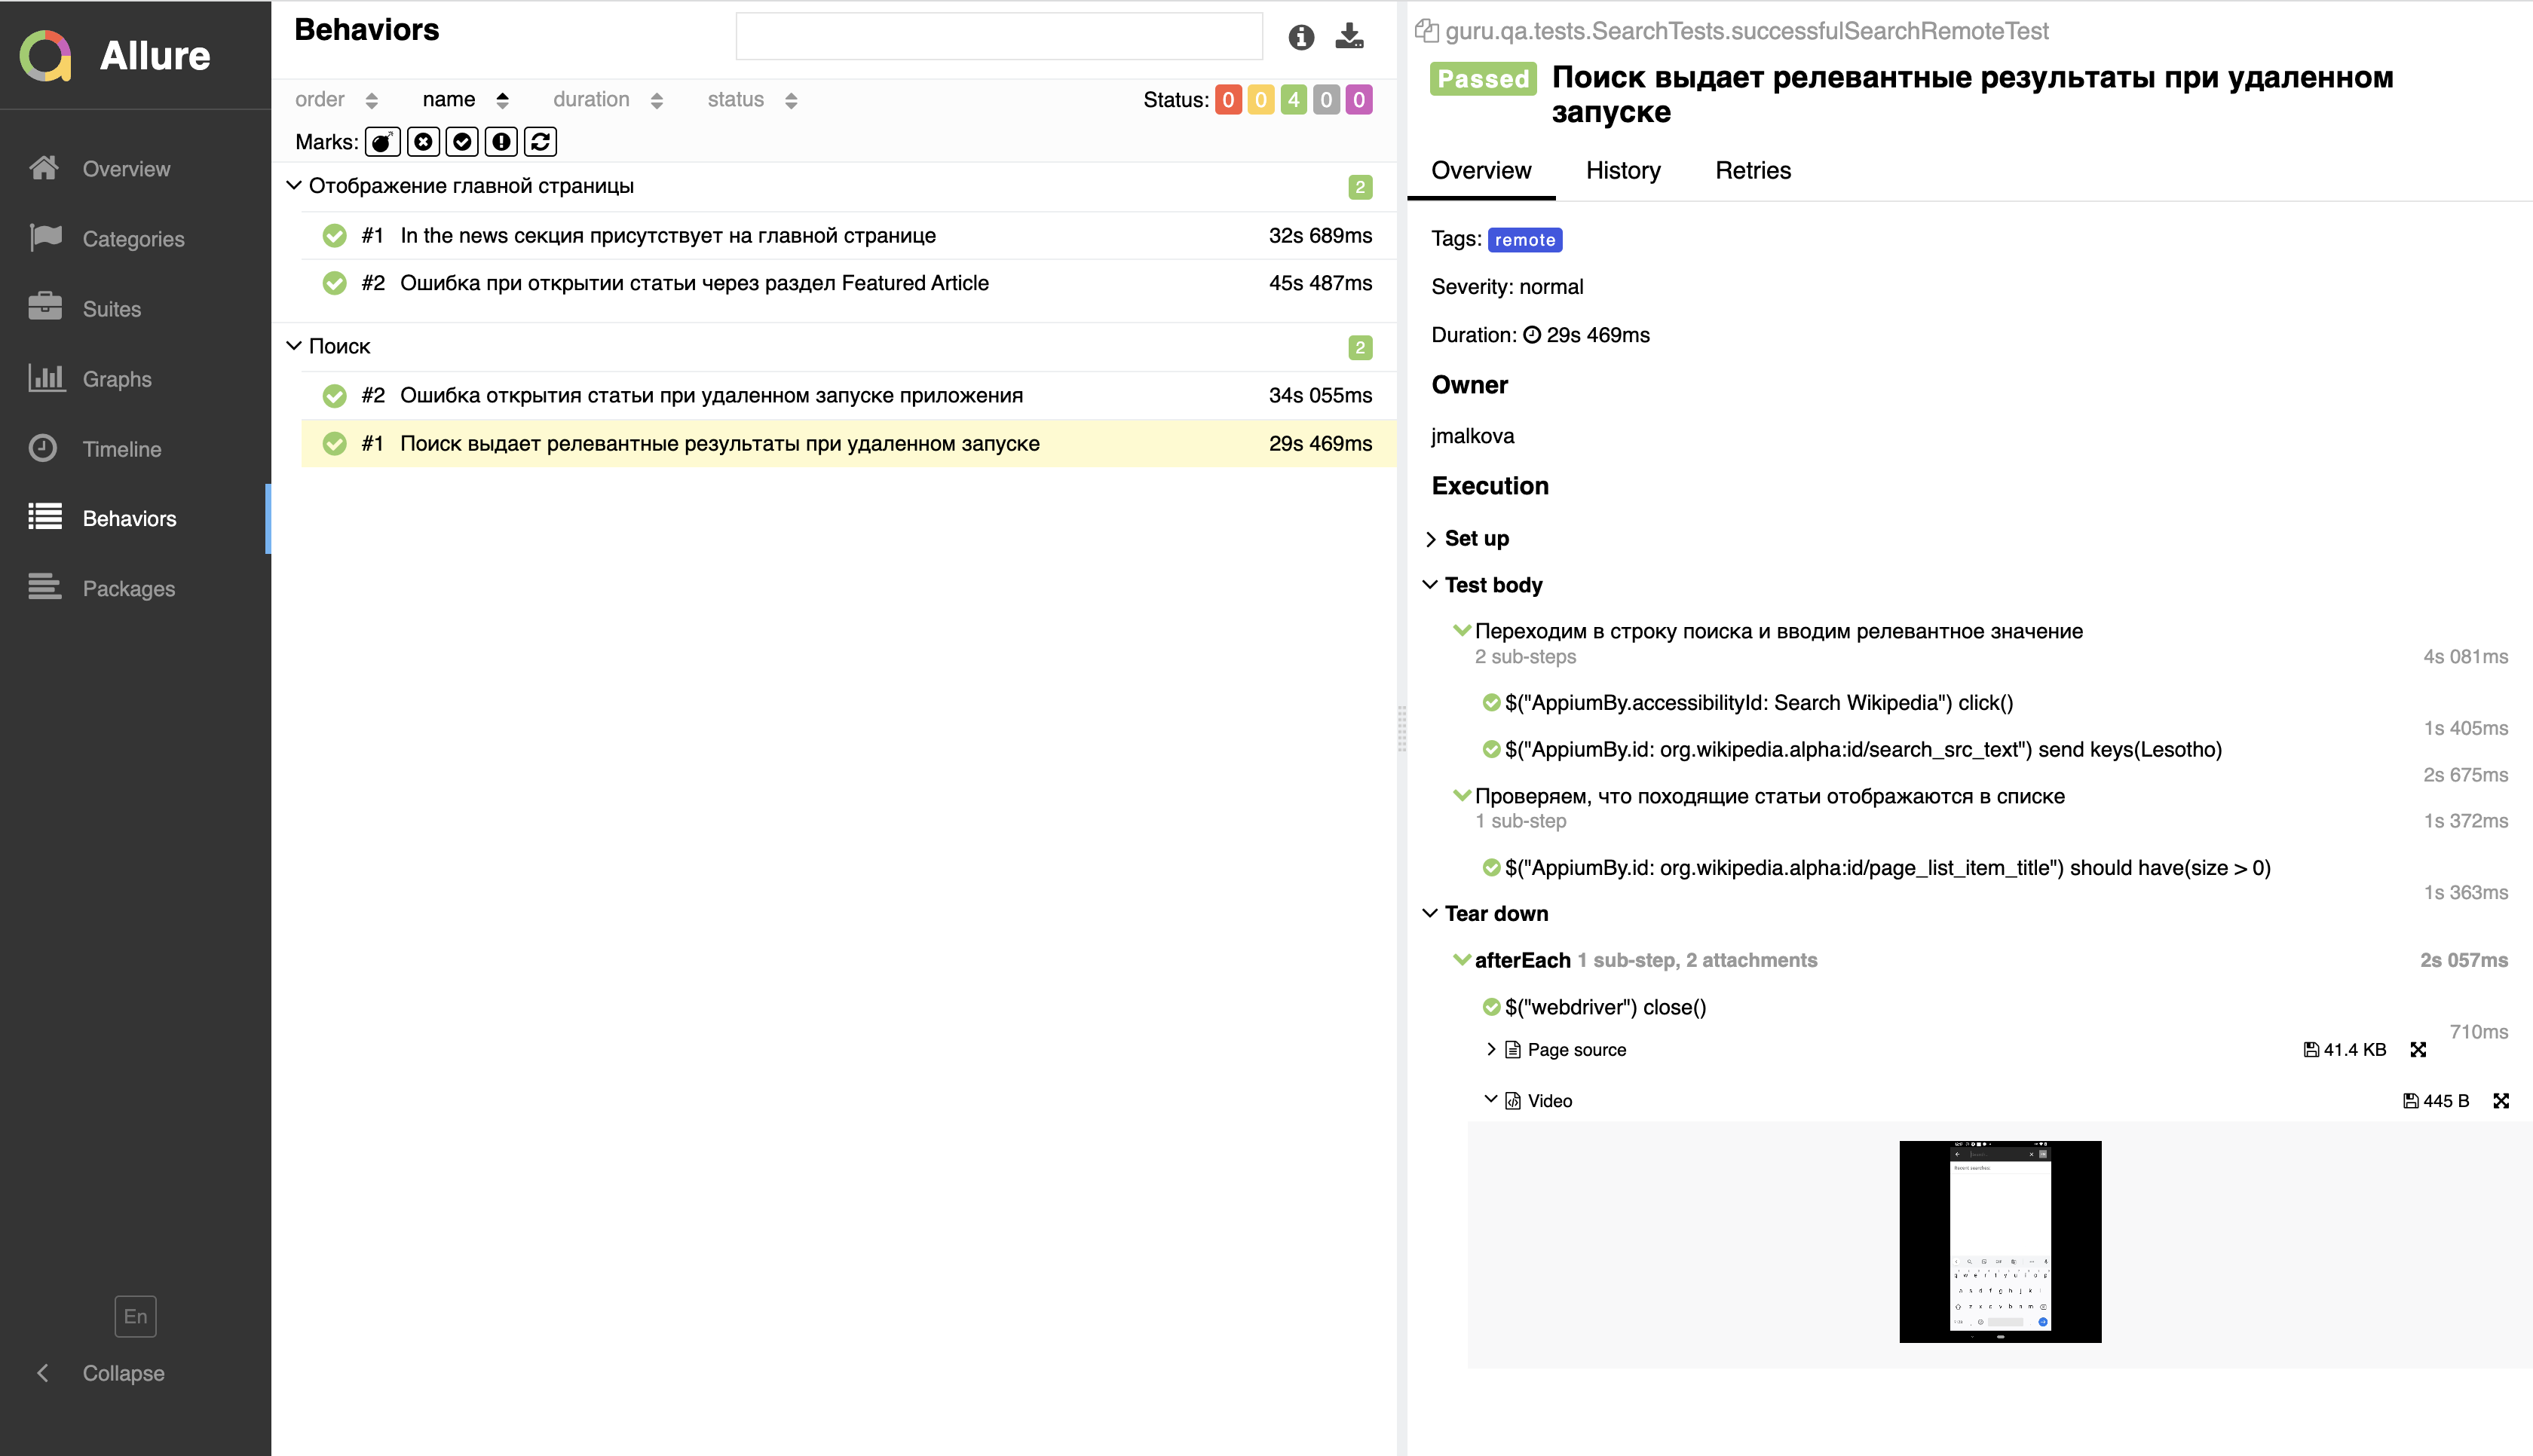 Allure
Overview
Categories
Suites
Graphs
Timeline
Behaviors
Packages
En
Collapse
Behaviors
order name duration status
Status: 0 0 4 0 0
Marks:
Отображение главной страницы 2
#1 In the news секция присутствует на главной странице 32s 689ms
#2 Ошибка при открытии статьи через раздел Featured Article 45s 487ms
Поиск 2
#2 Ошибка открытия статьи при удаленном запуске приложения 34s 055ms
#1 Поиск выдает релевантные результаты при удаленном запуске 29s 469ms
guru.qa.tests.SearchTests.successfulSearchRemoteTest
Passed Поиск выдает релевантные результаты при удаленном
запуске
Overview History Retries
Tags: remote
Severity: normal
Duration: 29s 469ms
Owner
jmalkova
Execution
Set up
Test body
Переходим в строку поиска и вводим релевантное значение
2 sub-steps 4s 081ms
$("AppiumBy.accessibilityId: Search Wikipedia") click()
1s 405ms
$("AppiumBy.id: org.wikipedia.alpha:id/search_src_text") send keys(Lesotho)
2s 675ms
Проверяем, что походящие статьи отображаются в списке
1 sub-step 1s 372ms
$("AppiumBy.id: org.wikipedia.alpha:id/page_list_item_title") should have(size > 0)
1s 363ms
Tear down
afterEach 1 sub-step, 2 attachments 2s 057ms
$("webdriver") close()
710ms
Page source 41.4 KB
Video 445 B
Recent searches: